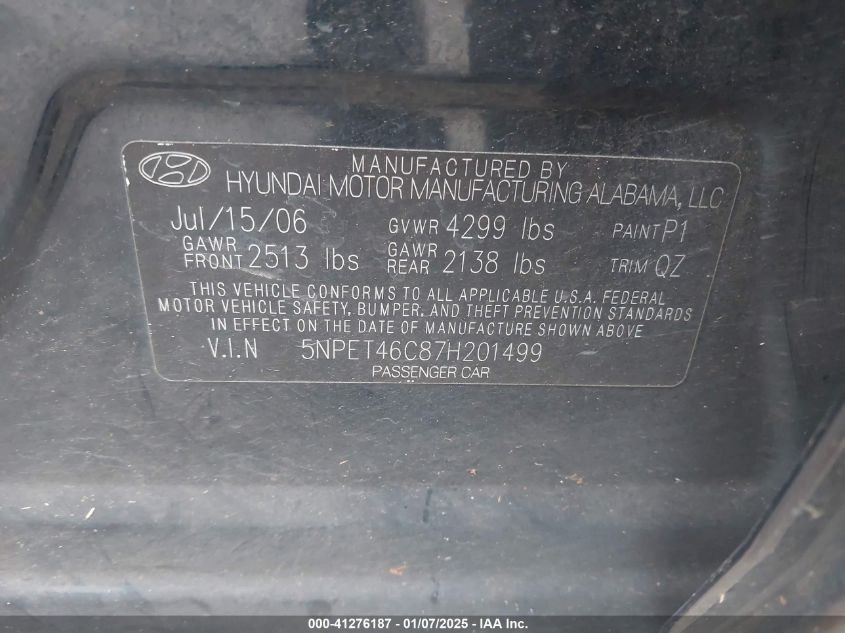 MANUFACTURED BY
HYUNDAI MOTOR MANUFACTURING ALABAMA, LLC
Jul/15/06 GVWR 4299 lbs PAINT P1
GAWR FRONT 2513 lbs GAWR REAR 2138 lbs TRIM QZ
THIS VEHICLE CONFORMS TO ALL APPLICABLE U.S.A. FEDERAL
MOTOR VEHICLE SAFETY, BUMPER, AND THEFT PREVENTION STANDARDS
IN EFFECT ON THE DATE OF MANUFACTURE SHOWN ABOVE
V.I.N 5NPET46C87H201499
PASSENGER CAR
000-41276187 - 01/07/2025 - IAA Inc.